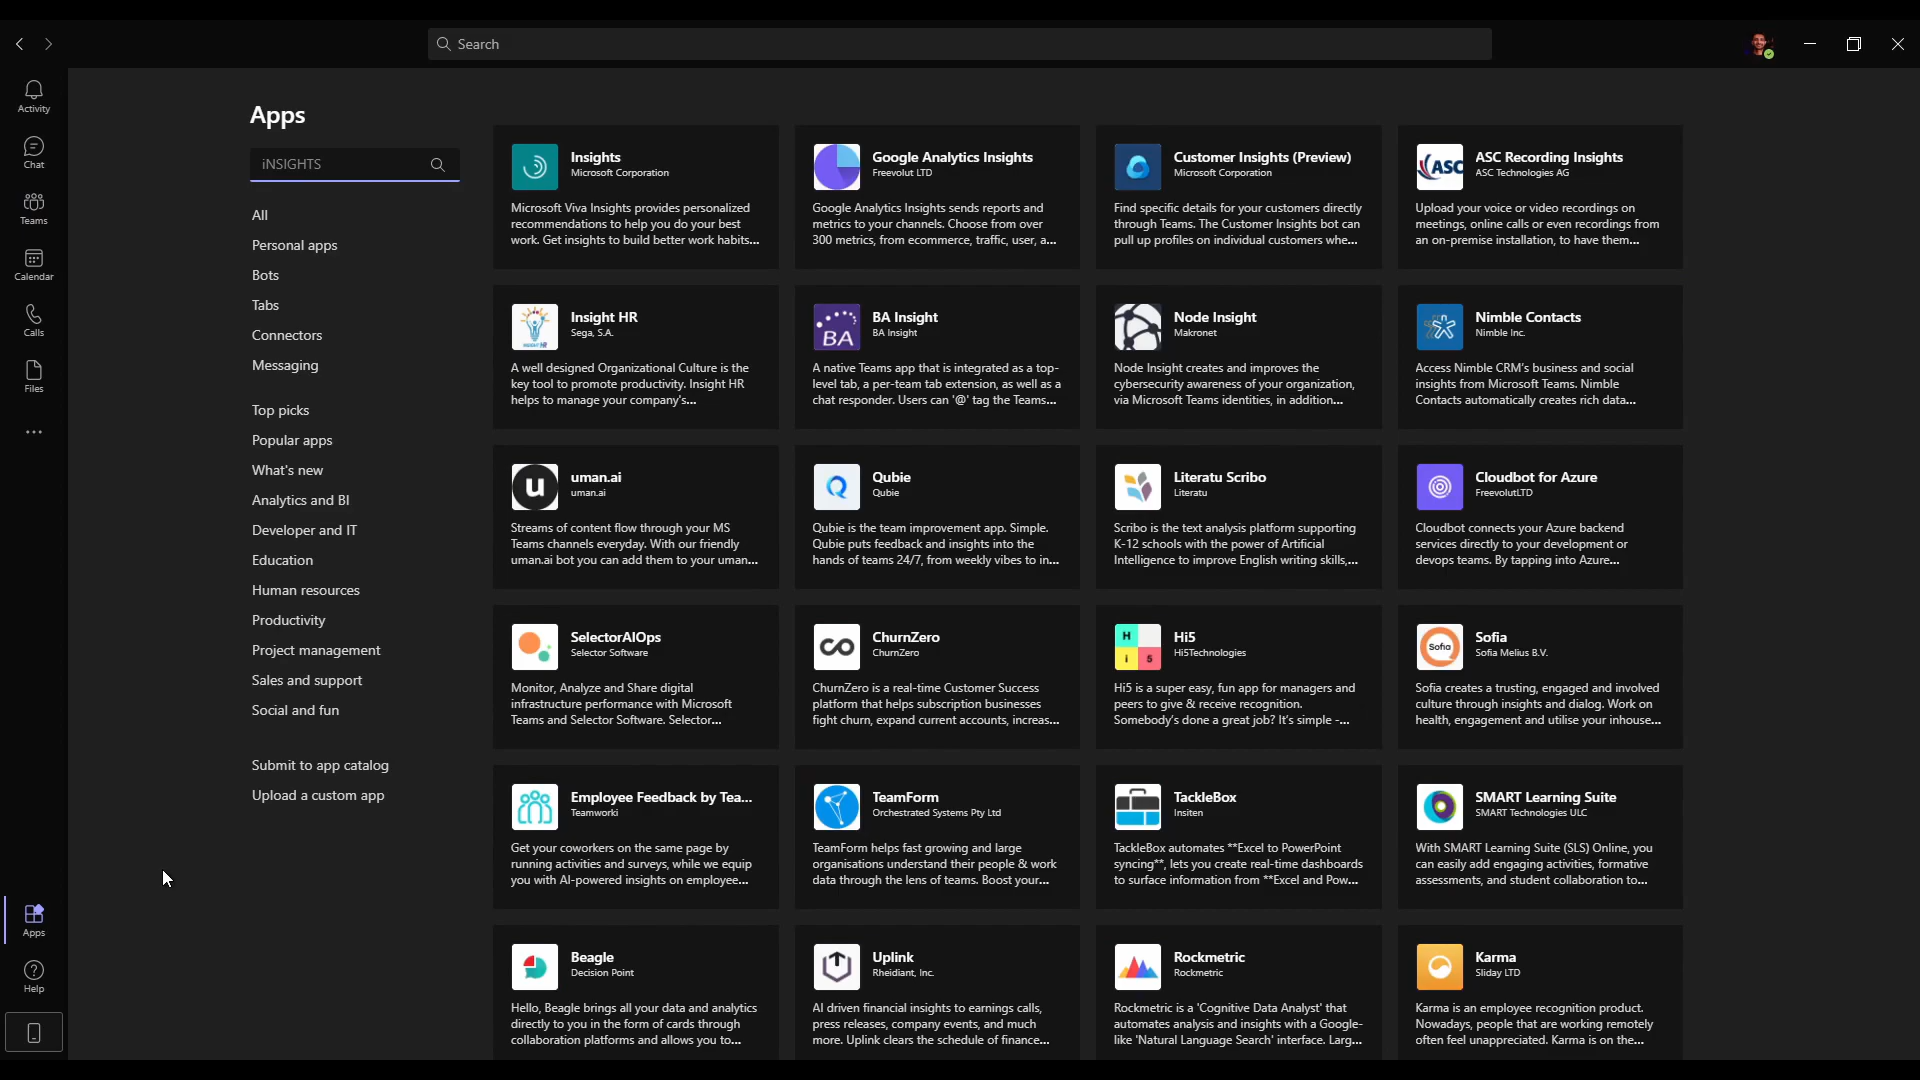 Search
Activity
Chat
Teams
Calendar
Calls
Files
Apps
Help
Apps
iNSIGHTS
All
Personal apps
Bots
Tabs
Connectors
Messaging
Top picks
Popular apps
What's new
Analytics and BI
Developer and IT
Education
Human resources
Productivity
Project management
Sales and support
Social and fun
Submit to app catalog
Upload a custom app
Insights
Microsoft Corporation
Microsoft Viva Insights provides personalized
recommendations to help you do your best
work. Get insights to build better work habits...
Google Analytics Insights
Freevolut LTD
Google Analytics Insights sends reports and
metrics to your channels. Choose from over
300 metrics, from ecommerce, traffic, user, a...
Customer Insights (Preview)
Microsoft Corporation
Find specific details for your customers directly
through Teams. The Customer Insights bot can
pull up profiles on individual customers whe...
ASC
ASC Recording Insights
ASC Technologies AG
Upload your voice or video recordings on
meetings, online calls or even recordings from
an on-premise installation, to have them...
INSIGHT HR
Insight HR
Sega, S.A.
A well designed Organizational Culture is the
key tool to promote productivity. Insight HR
helps to manage your company's...
BA
BA Insight
BA Insight
A native Teams app that is integrated as a top-
level tab, a per-team tab extension, as well as a
chat responder. Users can '@' tag the Teams...
Node Insight
Makronet
Node Insight creates and improves the
cybersecurity awareness of your organization,
via Microsoft Teams identities, in addition...
Nimble Contacts
Nimble Inc.
Access Nimble CRM's business and social
insights from Microsoft Teams. Nimble
Contacts automatically creates rich data...
u
uman.ai
uman.ai
Streams of content flow through your MS
Teams channels everyday. With our friendly
uman.ai bot you can add them to your uman...
Q
Qubie
Qubie
Qubie is the team improvement app. Simple.
Qubie puts feedback and insights into the
hands of teams 24/7, from weekly vibes to in...
Literatu Scribo
Literatu
Scribo is the text analysis platform supporting
K-12 schools with the power of Artificial
Intelligence to improve English writing skills,...
Cloudbot for Azure
FreevolutLTD
Cloudbot connects your Azure backend
services directly to your development or
devops teams. By tapping into Azure...
SelectorAIOps
Selector Software
Monitor, Analyze and Share digital
infrastructure performance with Microsoft
Teams and Selector Software. Selector...
ChurnZero
ChurnZero
ChurnZero is a real-time Customer Success
platform that helps subscription businesses
fight churn, expand current accounts, increas...
H
i 5
Hi5
Hi5Technologies
Hi5 is a super easy, fun app for managers and
peers to give & receive recognition.
Somebody's done a great job? It's simple -...
Sofia
Sofia
Sofia Melius B.V.
Sofia creates a trusting, engaged and involved
culture through insights and dialog. Work on
health, engagement and utilise your inhouse...
Employee Feedback by Tea...
Teamworki
Get your coworkers on the same page by
running activities and surveys, while we equip
you with AI-powered insights on employee...
TeamForm
Orchestrated Systems Pty Ltd
TeamForm helps fast growing and large
organisations understand their people & work
data through the lens of teams. Boost your...
TackleBox
Insiten
TackleBox automates **Excel to PowerPoint
syncing**, lets you create real-time dashboards
to surface information from **Excel and Pow...
SMART Learning Suite
SMART Technologies ULC
With SMART Learning Suite (SLS) Online, you
can easily add engaging activities, formative
assessments, and student collaboration to...
Beagle
Decision Point
Hello, Beagle brings all your data and analytics
directly to you in the form of cards through
collaboration platforms and allows you to...
Uplink
Rheidiant, Inc.
AI driven financial insights to earnings calls,
press releases, company events, and much
more. Uplink clears the schedule of finance...
Rockmetric
Rockmetric
Rockmetric is a 'Cognitive Data Analyst' that
automates analysis and insights with a Google-
like 'Natural Language Search' interface. Larg...
Karma
Sliday LTD
Karma is an employee recognition product.
Nowadays, people that are working remotely
often feel unappreciated. Karma is on the...